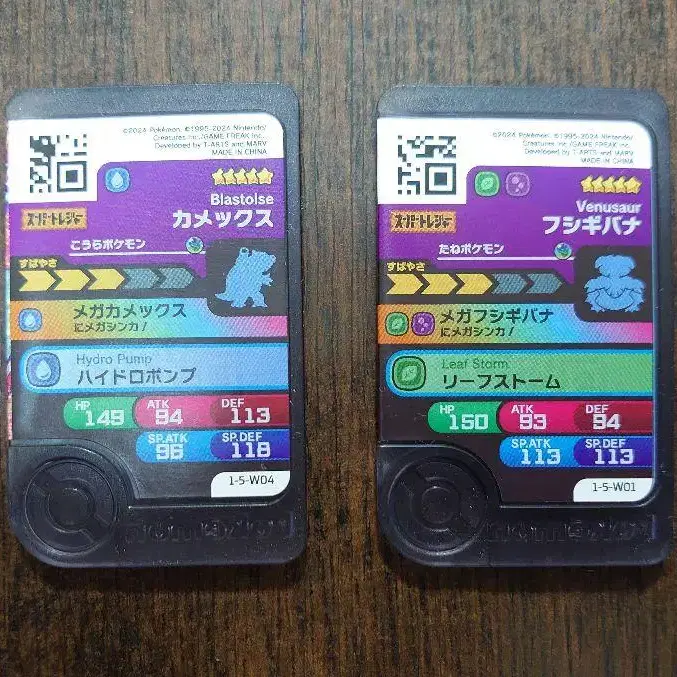 ©2024 Pokémon. ©1995-2024 Nintendo/
Creatures Inc./GAME FREAK inc.
Developed by T-ARTS and MARV
MADE IN CHINA
Blastoise
スーパートレジャー
カメックス
こうらポケモン
すばやさ
メガカメックス
にメガシンカ!
Hydro Pump
ハイドロポンプ
HP ATK DEF
149 94 113
SP.ATK SP.DEF
96 118
1-5-W04
©2024 Pokémon. ©1995-2024 Nintendo/
Creatures Inc./GAME FREAK inc.
Developed by T-ARTS and MARV
MADE IN CHINA
Venusaur
スーパートレジャー
フシギバナ
たねポケモン
すばやさ
メガフシギバナ
にメガシンカ!
Leaf Storm
リーフストーム
HP ATK DEF
150 93 94
SP.ATK SP.DEF
113 113
1-5-W01